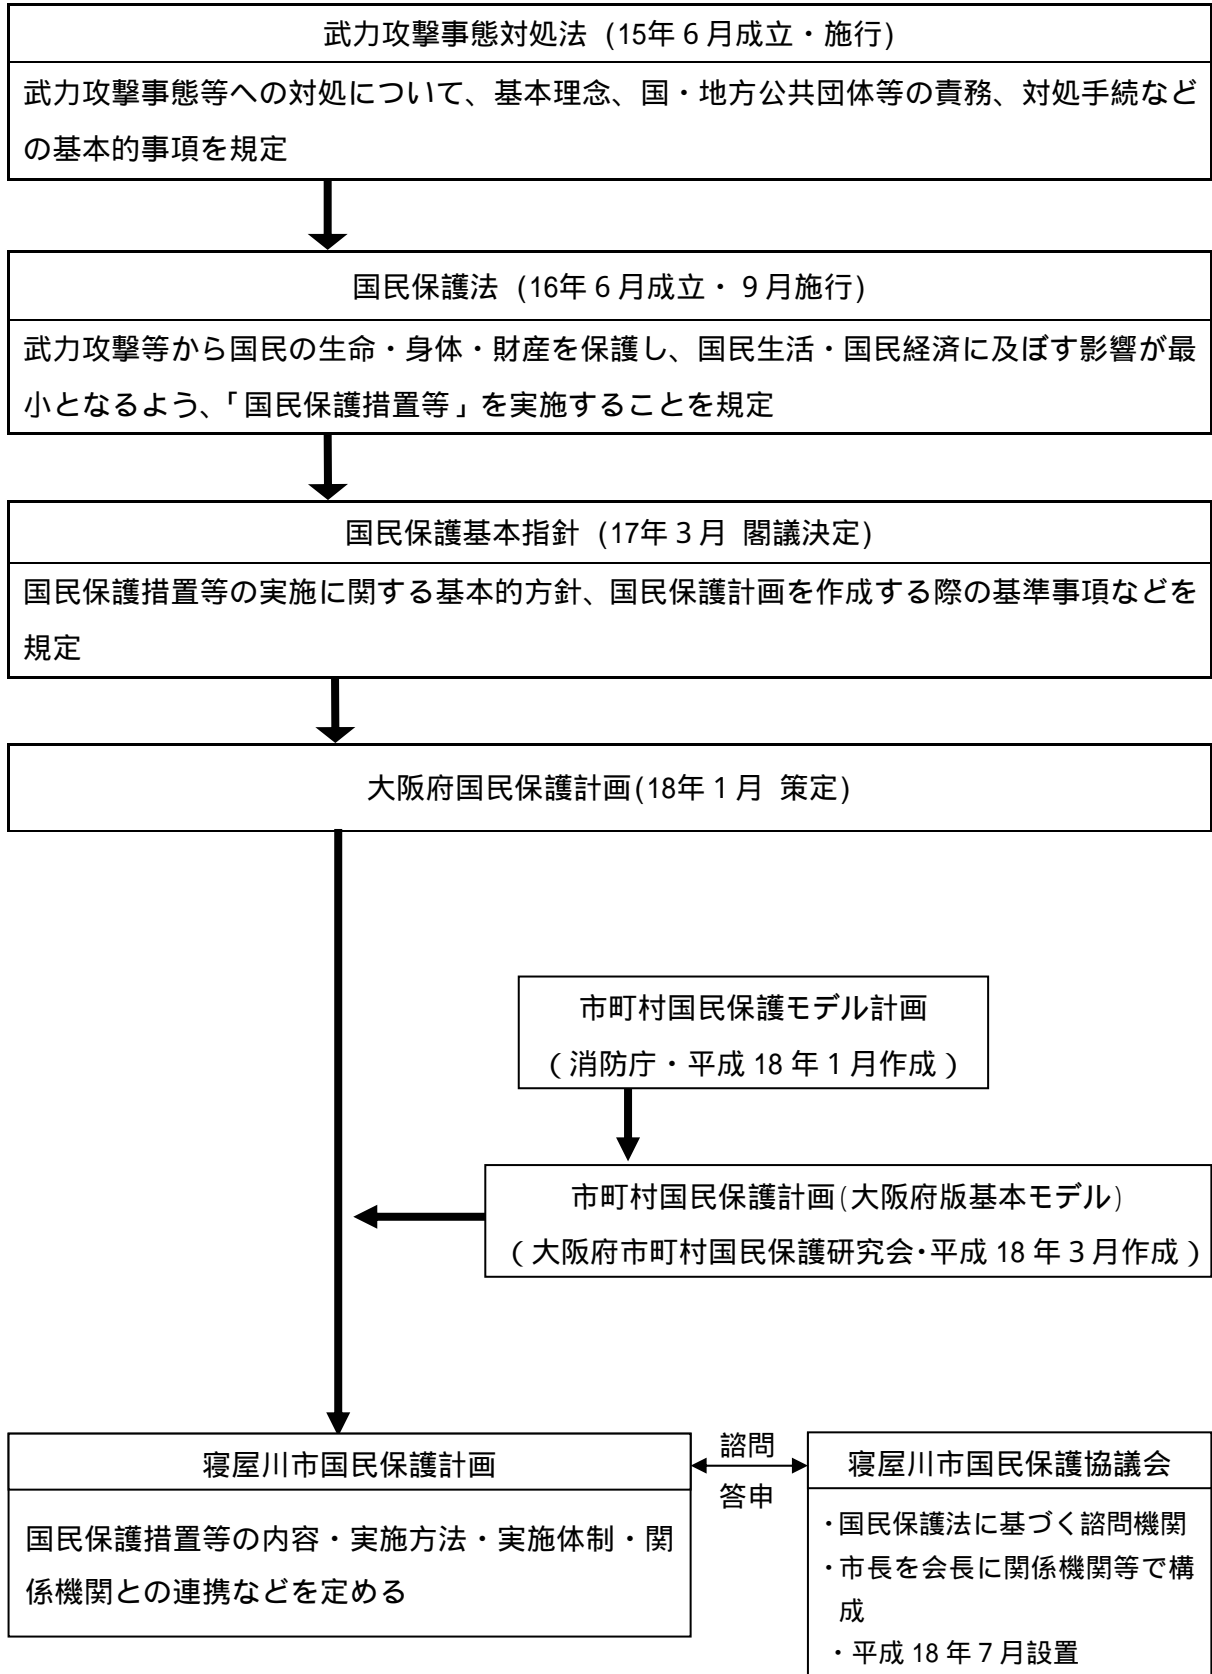 武力攻撃事態対処法 (15年6月成立・施行)
武力攻撃事態等への対処について、基本理念、国・地方公共団体等の責務、対処手続など
の基本的事項を規定
国民保護法 (16年6月成立・9月施行)
武力攻撃等から国民の生命・身体・財産を保護し、国民生活・国民経済に及ぼす影響が最
小となるよう、「国民保護措置等」を実施することを規定
国民保護基本指針 (17年3月 閣議決定)
国民保護措置等の実施に関する基本的方針、国民保護計画を作成する際の基準事項などを
規定
大阪府国民保護計画(18年1月 策定)
市町村国民保護モデル計画
(消防庁・平成18年1月作成)
市町村国民保護計画(大阪府版基本モデル)
(大阪府市町村国民保護研究会・平成18年3月作成)
寝屋川市国民保護計画
国民保護措置等の内容・実施方法・実施体制・関
係機関との連携などを定める
諮問
答申
寝屋川市国民保護協議会
・国民保護法に基づく諮問機関
・市長を会長に関係機関等で構
成
・平成18年7月設置